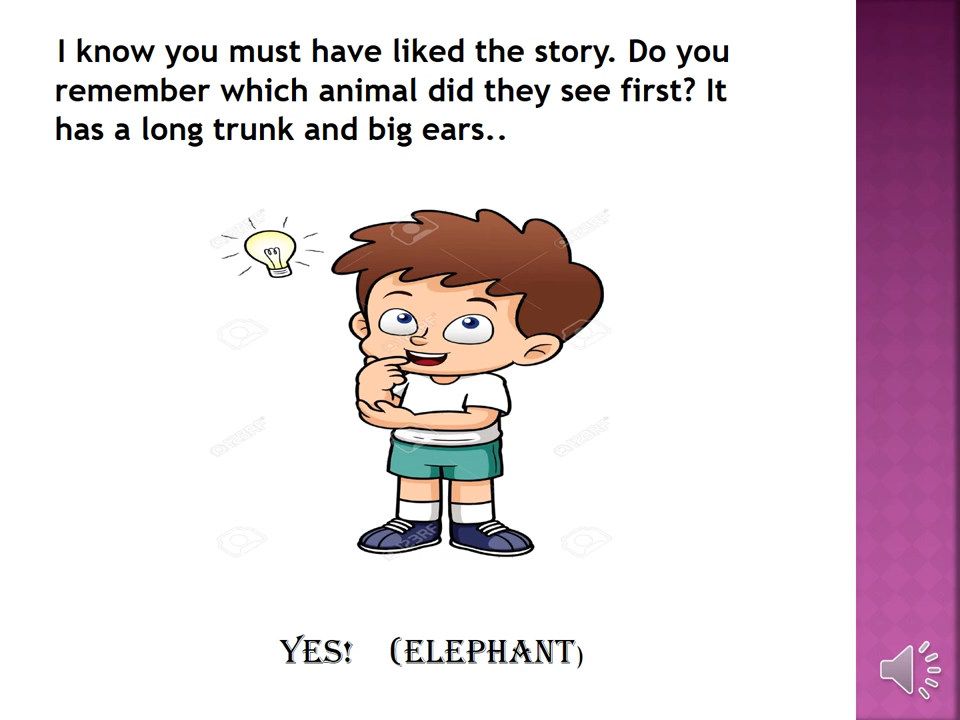 I know you must have liked the story. Do you
remember which animal did they see first? It
has a long trunk and big ears..
YES! (ELEPHANT)